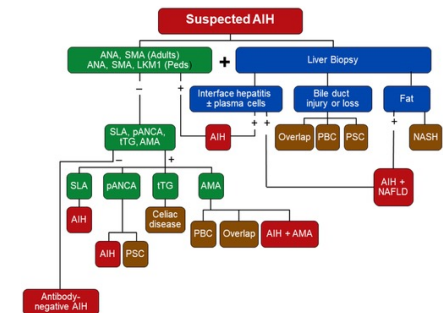 Suspected AIH
ANA, SMA (Adults)
ANA, SMA, LKM1 (Peds)
+
Liver Biopsy
–
+
Interface hepatitis
± plasma cells
Bile duct
injury or loss
Fat
+
+
+
SLA, pANCA,
tTG, AMA
AIH
Overlap
PBC
PSC
NASH
–
+
SLA
pANCA
tTG
AMA
AIH +
NAFLD
AIH
Celiac
disease
PBC
Overlap
AIH + AMA
AIH
PSC
Antibody-
negative AIH